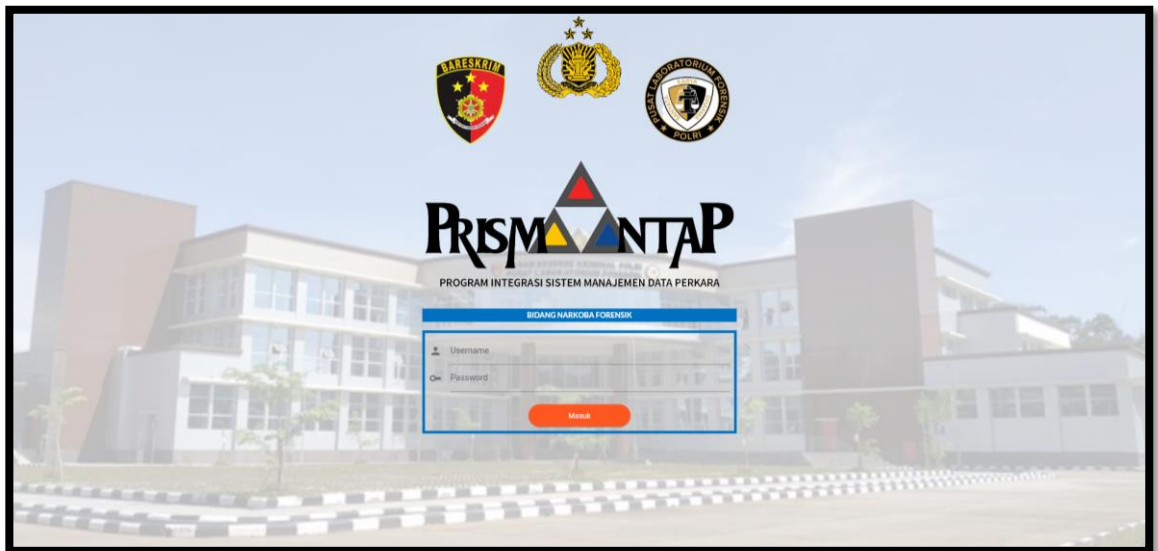 BARESKRIM
PUSAT LABORATORIUM FORENSIK
POLRI
PRISMANTAP
PROGRAM INTEGRASI SISTEM MANAJEMEN DATA PERKARA
BIDANG NARKOBA FORENSIK
Username
Password
Masuk